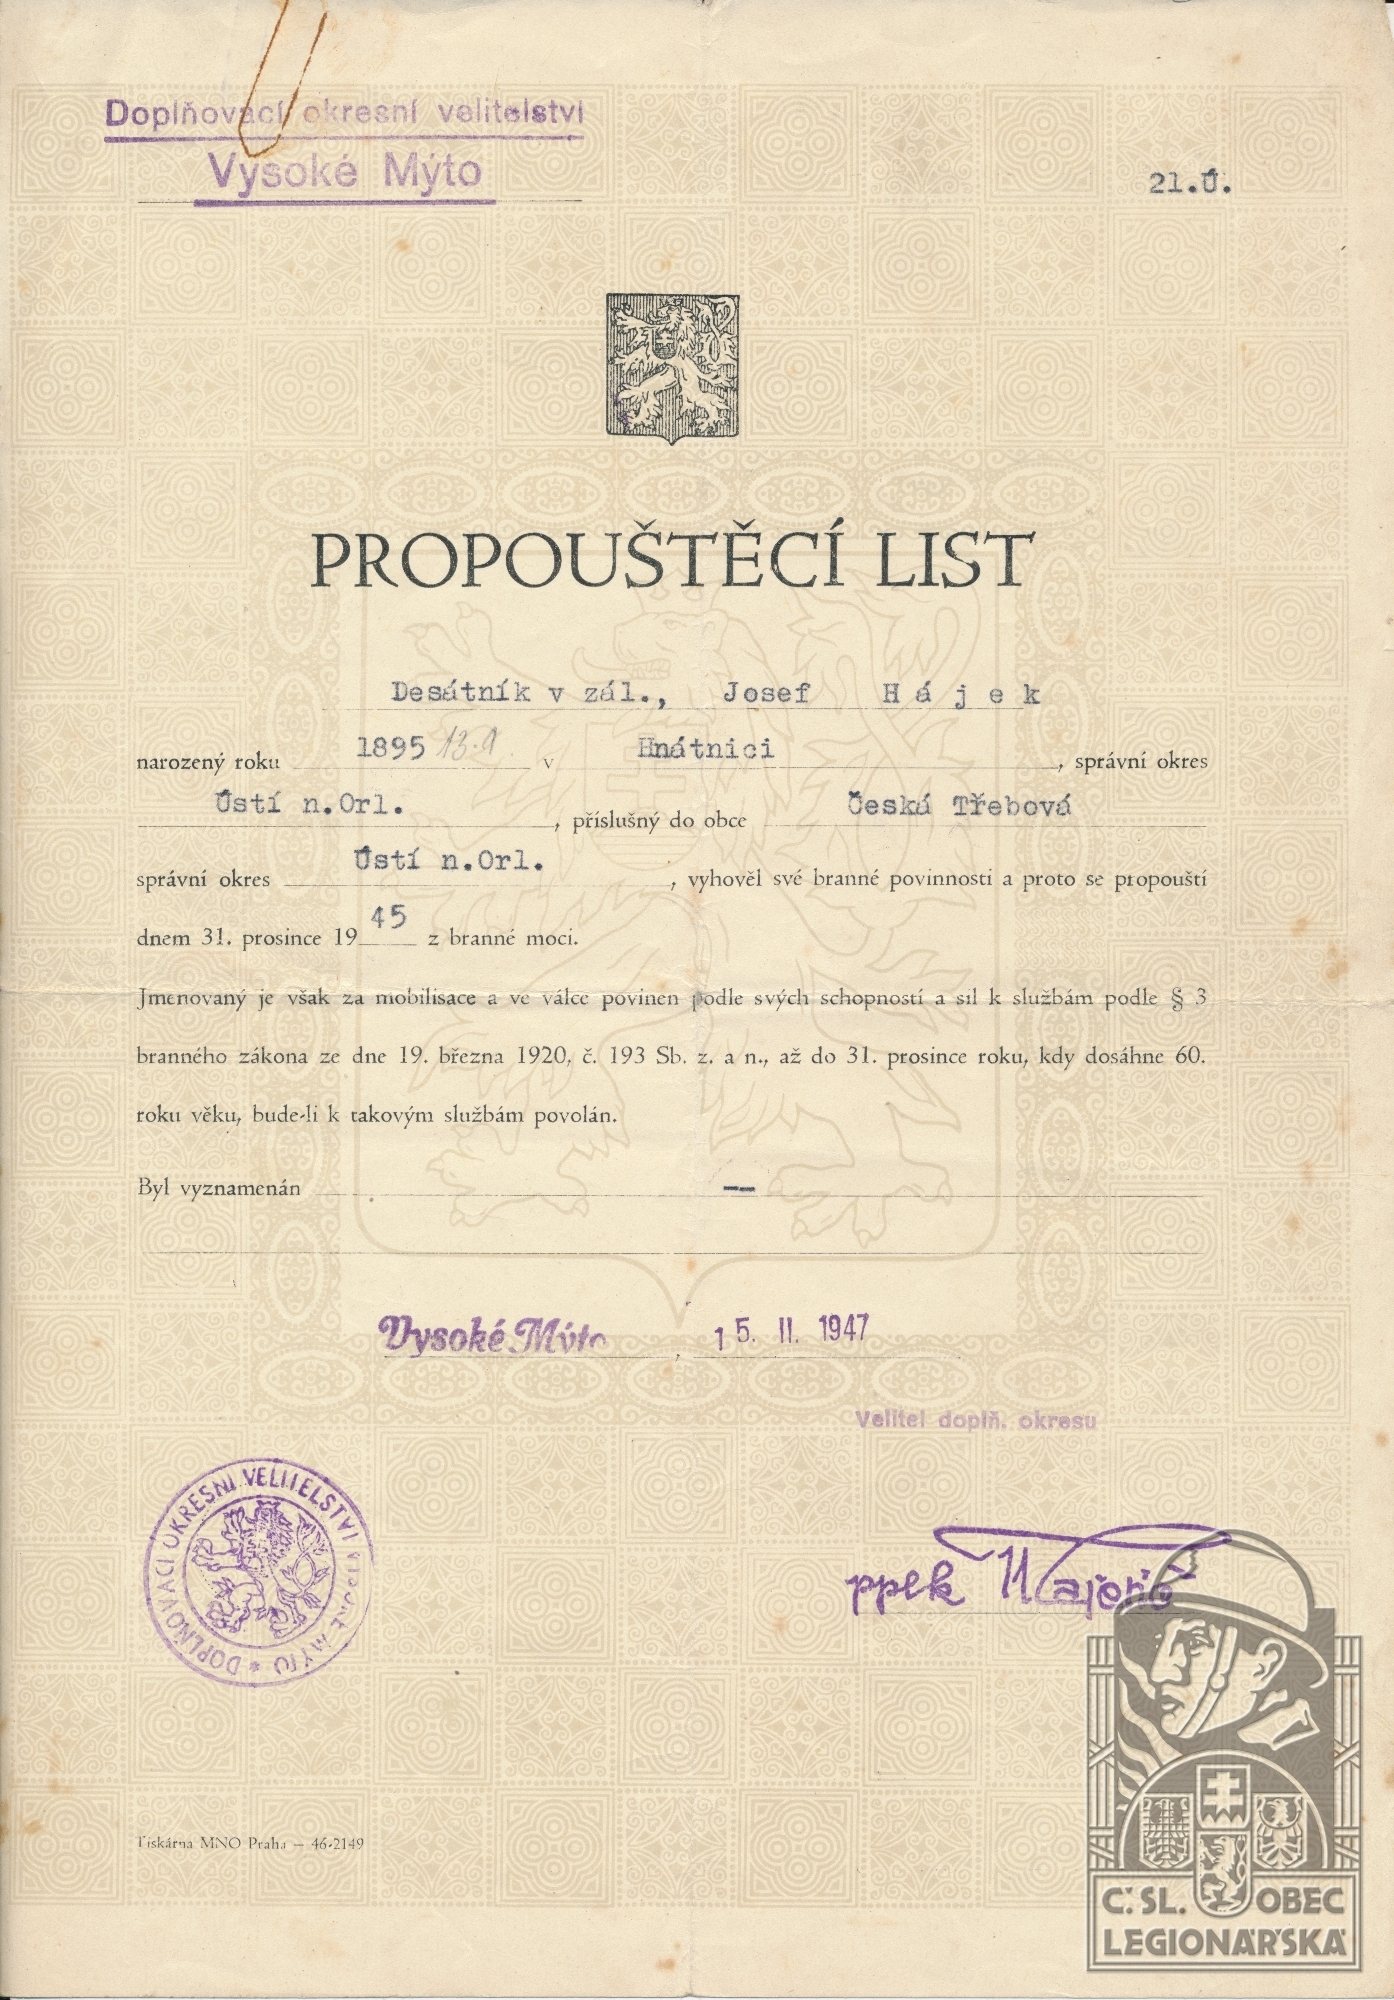 Doplňovací okresní velitelství
Vysoké Mýto
21.Ú.
PROPOUŠTĚCÍ LIST
Desátník v zál., Josef Hájek
narozený roku 1895 13.9. v Hnátnici, správní okres
Ústí n.Orl., příslušný do obce Česká Třebová
správní okres Ústí n.Orl., vyhověl své branné povinnosti a proto se propouští
dnem 31. prosince 1945 z branné moci.
Jmenovaný je však za mobilisace a ve válce povinen podle svých schopností a sil k službám podle § 3
branného zákona ze dne 19. března 1920, č. 193 Sb. z. a n., až do 31. prosince roku, kdy dosáhne 60.
roku věku, bude-li k takovým službám povolán.
Byl vyznamenán —
Vysoké Mýto, 15. II. 1947
Velitel doplň. okresu
DOPLŇOVACÍ OKRESNÍ VELITELSTVÍ VYSOKÉ MÝTO *
pplk
Tiskárna MNO Praha — 46-2149
Č. SL. OBEC
LEGIONÁŘSKÁ